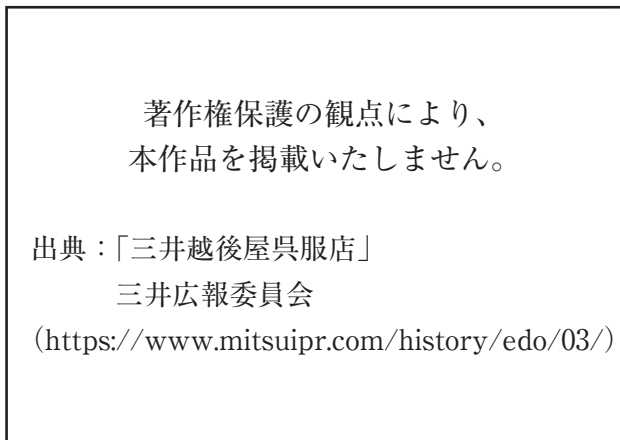 著作権保護の観点により、
本作品を掲載いたしません。
出典：「三井越後屋呉服店」
三井広報委員会
(https://www.mitsuipr.com/history/edo/03/)